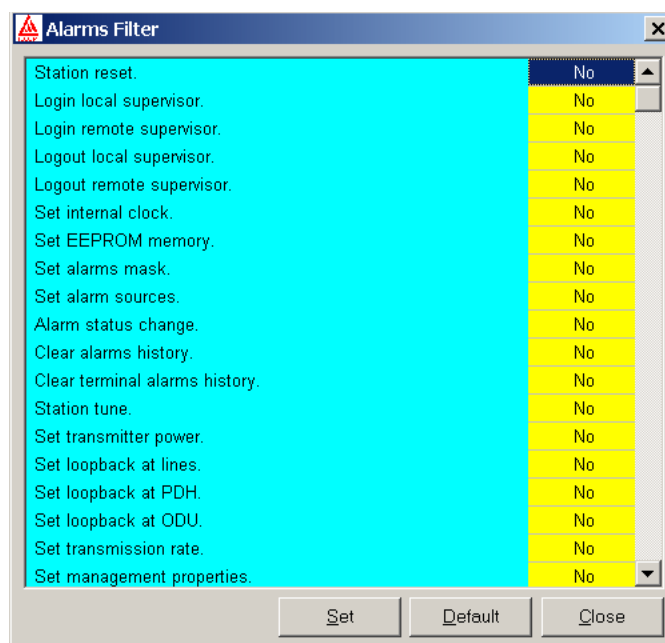 Alarms Filter
Station reset. No
Login local supervisor. No
Login remote supervisor. No
Logout local supervisor. No
Logout remote supervisor. No
Set internal clock. No
Set EEPROM memory. No
Set alarms mask. No
Set alarm sources. No
Alarm status change. No
Clear alarms history. No
Clear terminal alarms history. No
Station tune. No
Set transmitter power. No
Set loopback at lines. No
Set loopback at PDH. No
Set loopback at ODU. No
Set transmission rate. No
Set management properties. No
Set Default Close